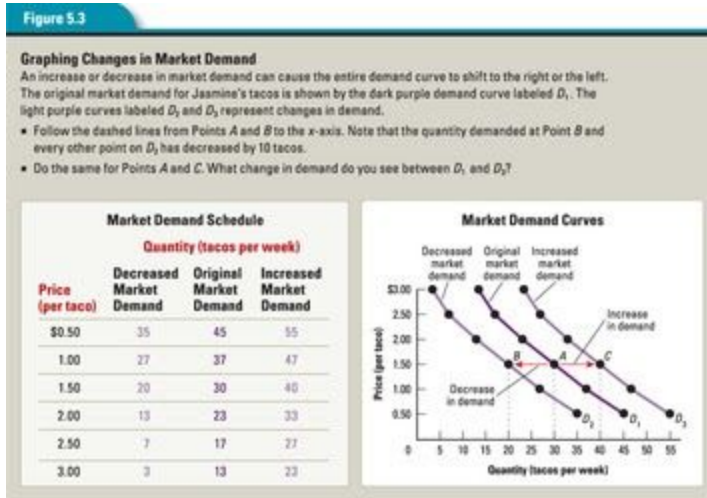 Figure 5.3
Graphing Changes in Market Demand
An increase or decrease in market demand can cause the entire demand curve to shift to the right or the left.
The original market demand for Jasmine's tacos is shown by the dark purple demand curve labeled D₁. The
light purple curves labeled D₂ and D₃ represent changes in demand.
• Follow the dashed lines from Points A and B to the x-axis. Note that the quantity demanded at Point B and
every other point on D₂ has decreased by 10 tacos.
• Do the same for Points A and C. What change in demand do you see between D₁ and D₃?
Market Demand Schedule
Quantity (tacos per week)
Price
(per taco)
Decreased
Market
Demand
Original
Market
Demand
Increased
Market
Demand
$0.50 35 45 55
1.00 27 37 47
1.50 20 30 40
2.00 13 23 33
2.50 7 17 27
3.00 3 13 23
Market Demand Curves
Decreased
market
demand
Original
market
demand
Increased
market
demand
Price (per taco)
$3.00
2.50
2.00
1.50
1.00
0.50
Increase
in demand
B A C
Decrease
in demand
D₂ D₁ D₃
0 5 10 15 20 25 30 35 40 45 50 55
Quantity (tacos per week)